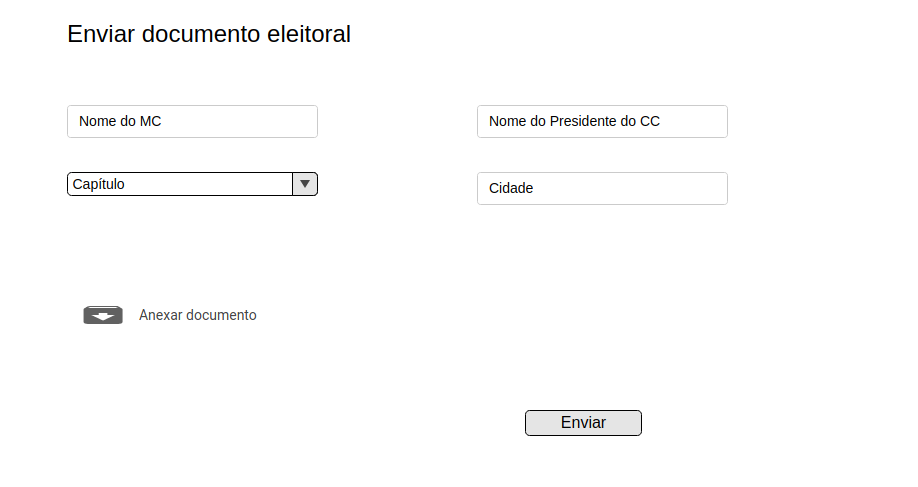 Enviar documento eleitoral
Nome do MC
Nome do Presidente do CC
Capítulo
Cidade
Anexar documento
Enviar